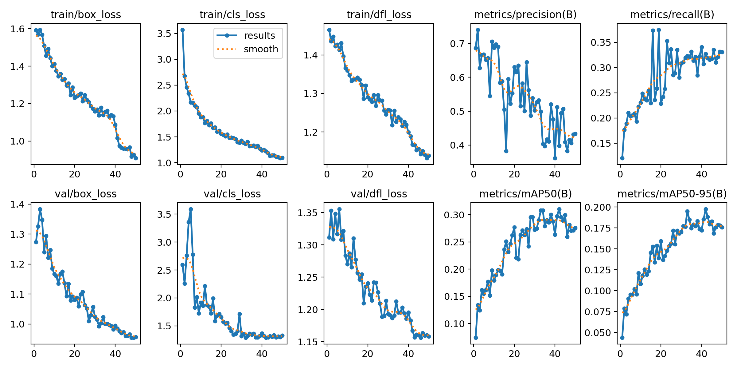 train/box_loss
train/cls_loss
train/dfl_loss
metrics/precision(B)
metrics/recall(B)
1.6
1.4
1.2
1.0
0 20 40
3.5
3.0
2.5
2.0
1.5
1.0
0 20 40
results
smooth
1.4
1.3
1.2
0 20 40
0.7
0.6
0.5
0.4
0 20 40
0.35
0.30
0.25
0.20
0.15
0 20 40
val/box_loss
val/cls_loss
val/dfl_loss
metrics/mAP50(B)
metrics/mAP50-95(B)
1.4
1.3
1.2
1.1
1.0
0 20 40
3.5
3.0
2.5
2.0
1.5
0 20 40
1.35
1.30
1.25
1.20
1.15
0 20 40
0.30
0.25
0.20
0.15
0.10
0 20 40
0.200
0.175
0.150
0.125
0.100
0.075
0.050
0 20 40